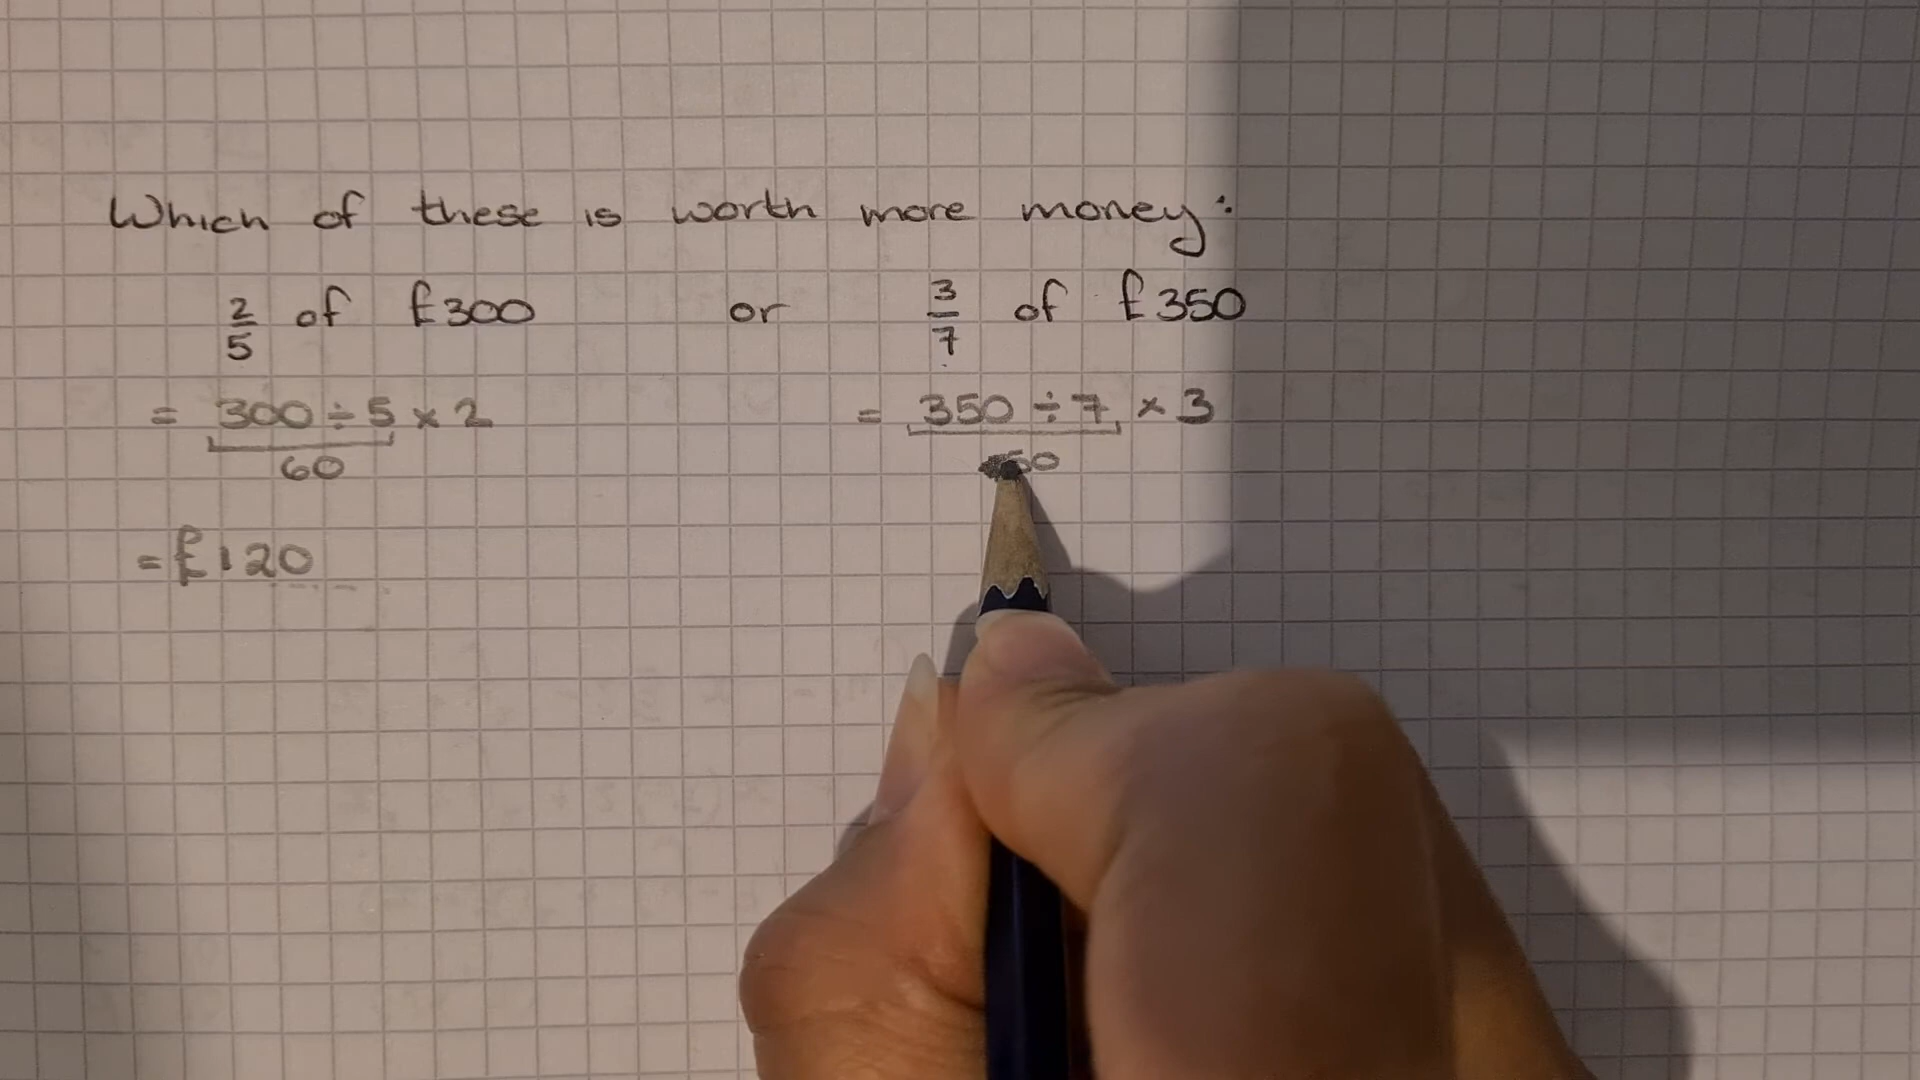 Which of these is worth more money:
2/5 of £300 or 3/7 of £350
= 300 ÷ 5 × 2 = 350 ÷ 7 × 3
60 50
= £120